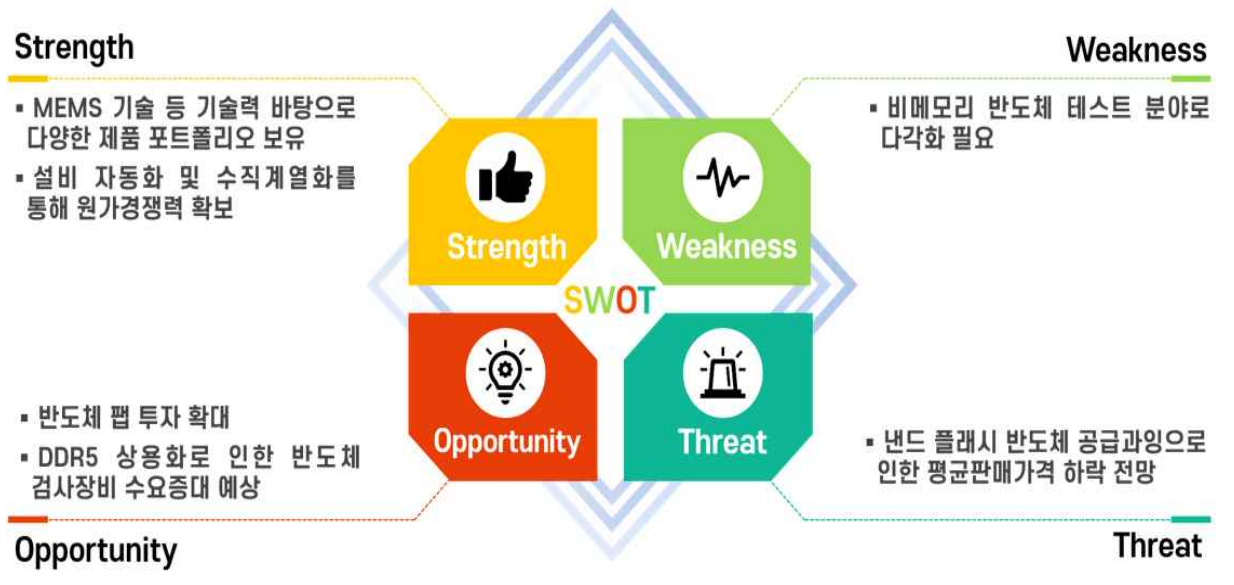 Strength
▪ MEMS 기술 등 기술력 바탕으로
다양한 제품 포트폴리오 보유
▪ 설비 자동화 및 수직계열화를
통해 원가경쟁력 확보
Weakness
▪ 비메모리 반도체 테스트 분야로
다각화 필요
Strength
Weakness
SWOT
Opportunity
Threat
▪ 반도체 팹 투자 확대
▪ DDR5 상용화로 인한 반도체
검사장비 수요증대 예상
Opportunity
▪ 낸드 플래시 반도체 공급과잉으로
인한 평균판매가격 하락 전망
Threat